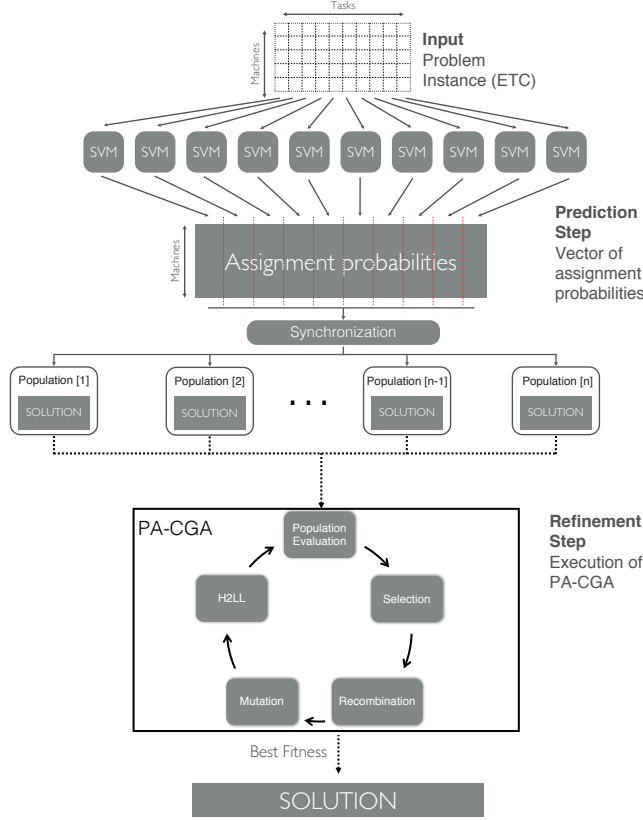 Tasks
Machines
Input
Problem
Instance (ETC)
SVM
SVM
SVM
SVM
SVM
SVM
SVM
SVM
SVM
SVM
Machines
Assignment probabilities
Prediction
Step
Vector of
assignment
probabilities
Synchronization
Population [1]
SOLUTION
Population [2]
SOLUTION
...
Population [n-1]
SOLUTION
Population [n]
SOLUTION
PA-CGA
Population
Evaluation
Selection
Recombination
Mutation
H2LL
Refinement
Step
Execution of
PA-CGA
Best Fitness
SOLUTION